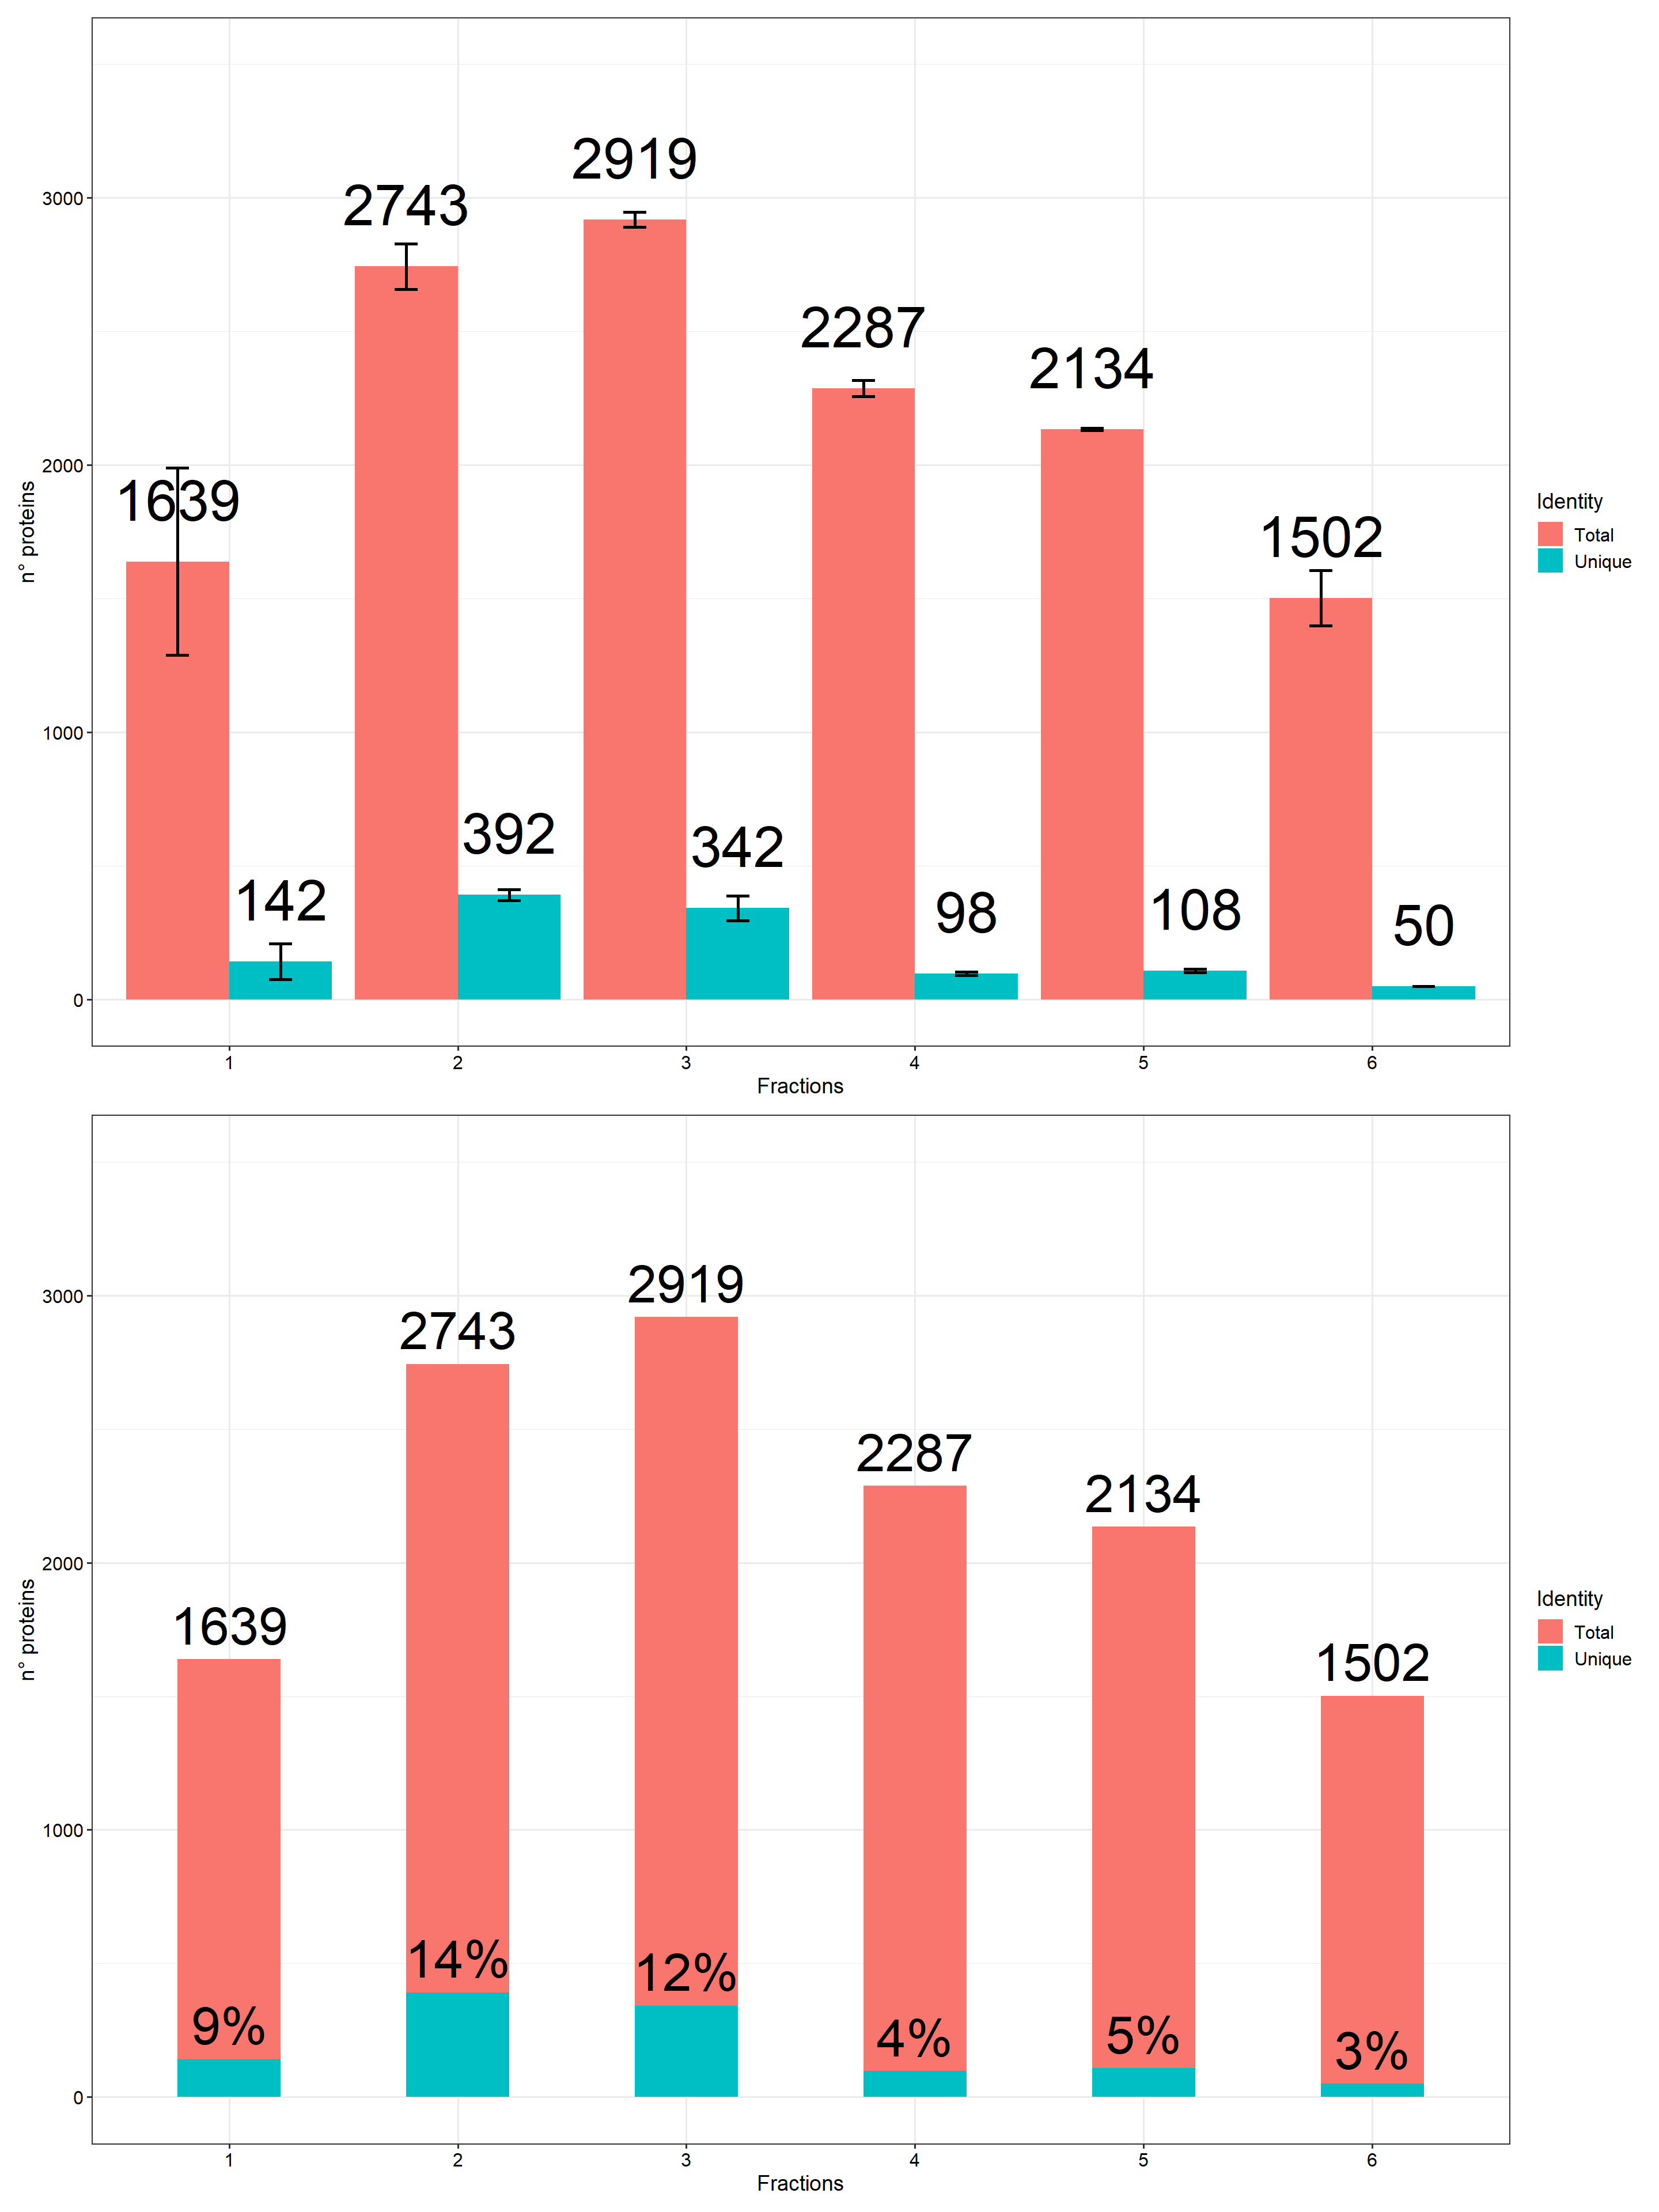 2919
3000
2743
2287
2134
2000
1639
1502
Identity
Total
Unique
n° proteins
1000
392
342
142
98
108
50
0
1 2 3 4 5 6
Fractions
2919
3000
2743
2287
2134
2000
1639
1502
Identity
Total
Unique
n° proteins
1000
14%
12%
9%
4%
5%
3%
0
1 2 3 4 5 6
Fractions